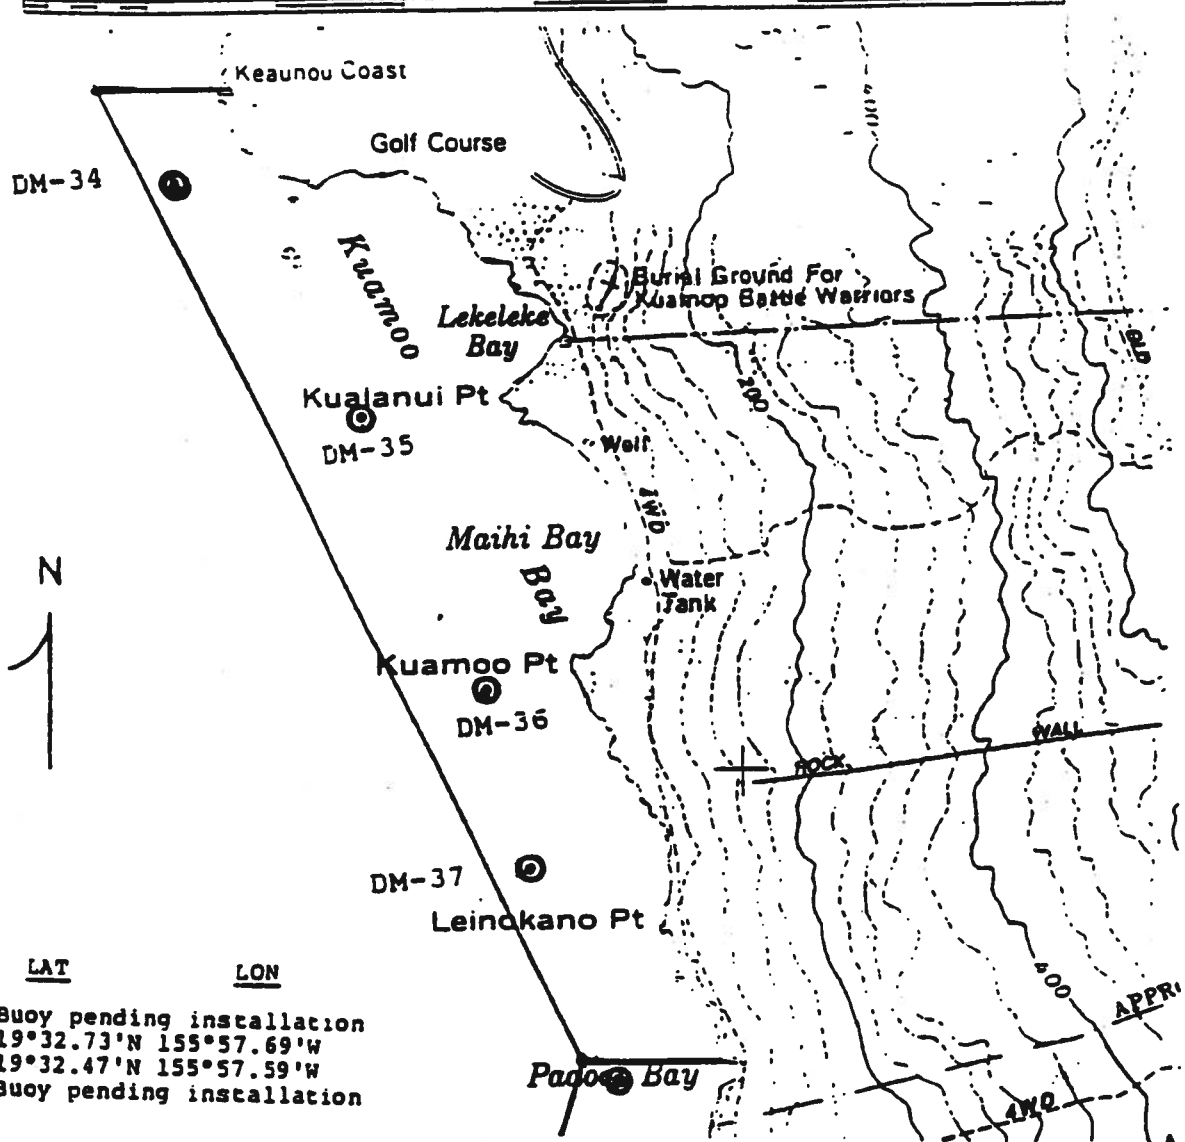 Keaunou Coast
Golf Course
DM-34
Kuamoo
Burial Ground For
Kuamoo Battle Warriors
Lekeleke
Bay
OLD
Kualanui Pt
200
DM-35
Well
4WD
Maihi Bay
Bay
N
Water
Tank
Kuamoo Pt
DM-36
ROCK WALL
DM-37
Leinokano Pt
400
LAT LON
Buoy pending installation
19°32.73'N 155°57.69'W
19°32.47'N 155°57.59'W
Buoy pending installation
Bay
4WD
400